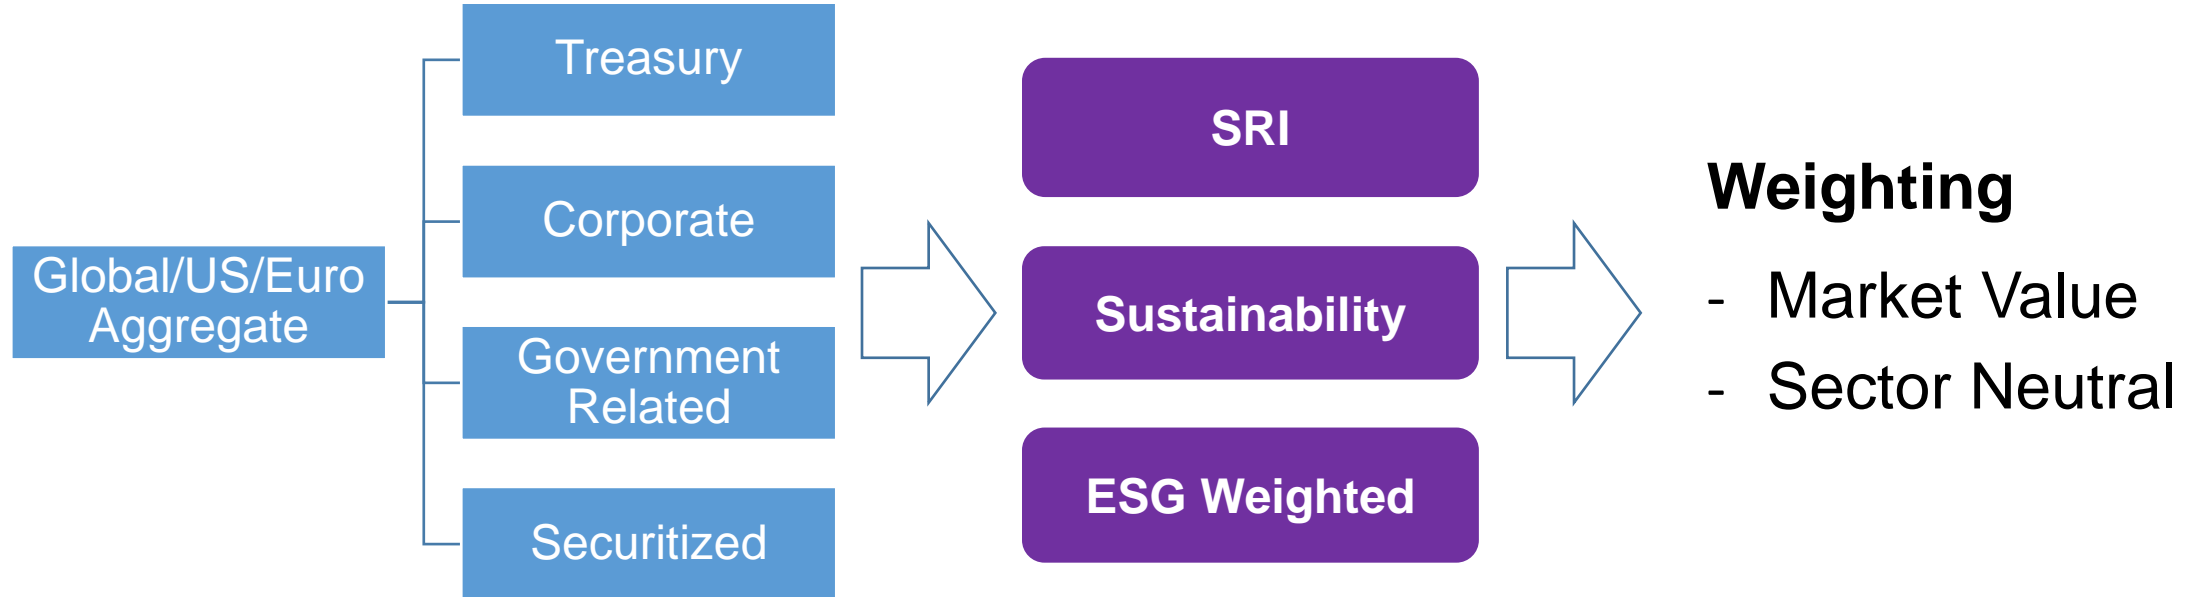 Global/US/Euro
Aggregate
Treasury
Corporate
Government
Related
Securitized
SRI
Sustainability
ESG Weighted
Weighting
- Market Value
- Sector Neutral